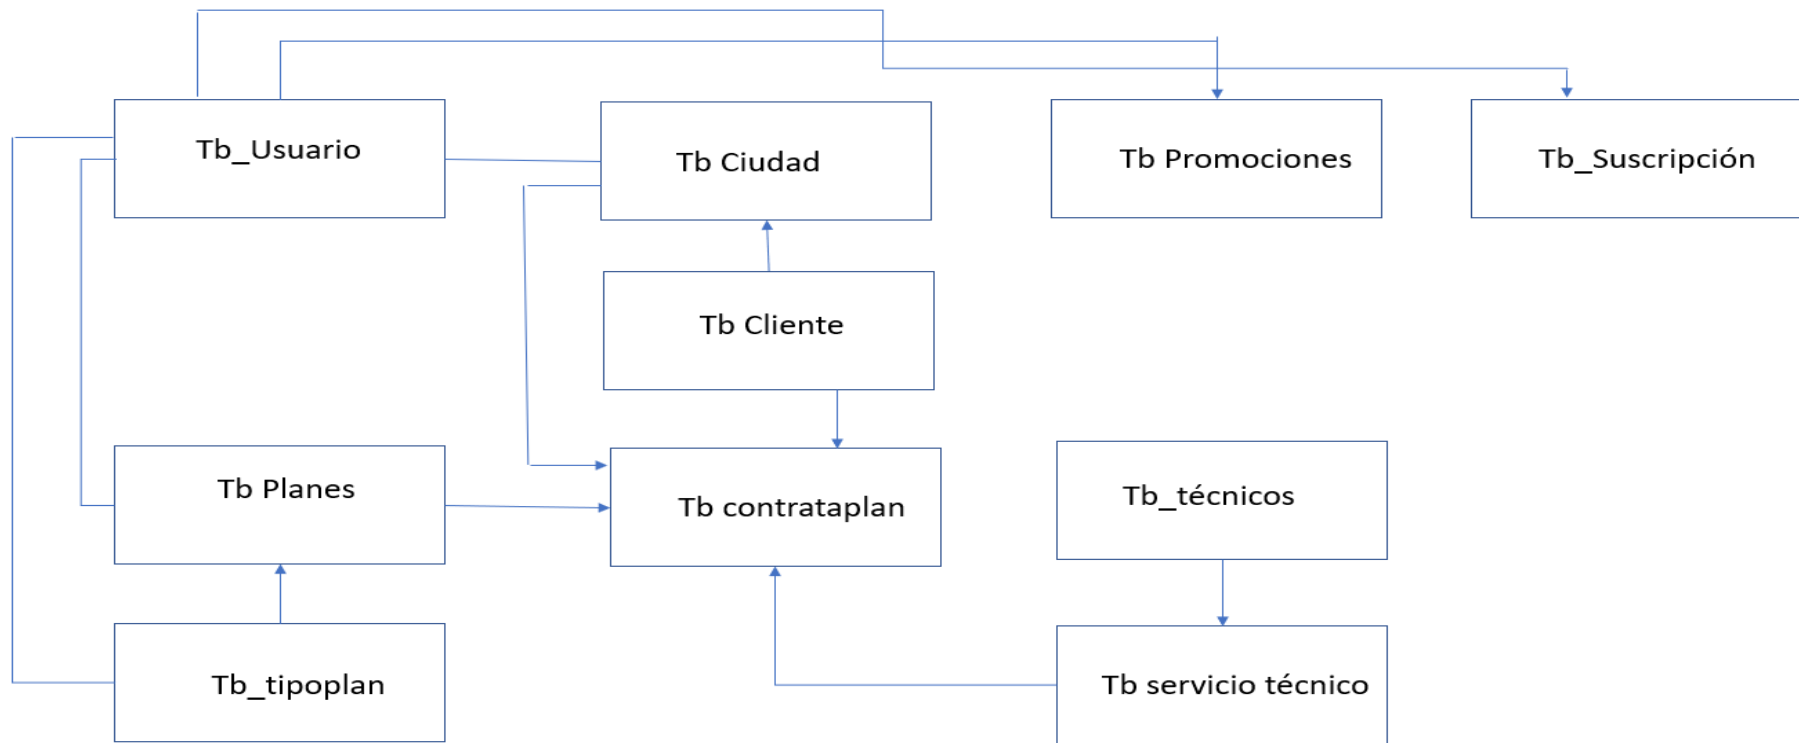 Tb_Usuario
Tb Ciudad
Tb Promociones
Tb_Suscripción
Tb Cliente
Tb Planes
Tb contrataplan
Tb_técnicos
Tb_tipoplan
Tb servicio técnico